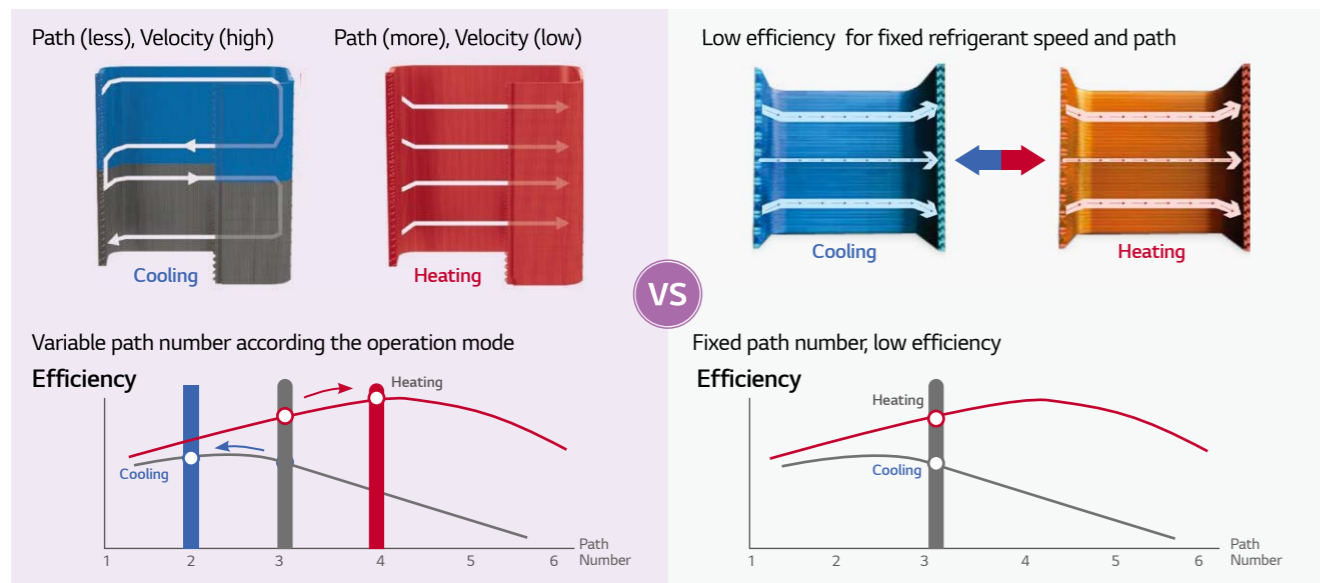 Path (less), Velocity (high)
Path (more), Velocity (low)
Cooling
Heating
Variable path number according the operation mode
Efficiency
Heating
Cooling
1 2 3 4 5 6
Path
Number
VS
Low efficiency for fixed refrigerant speed and path
Cooling
Heating
Fixed path number, low efficiency
Efficiency
Heating
Cooling
1 2 3 4 5 6
Path
Number